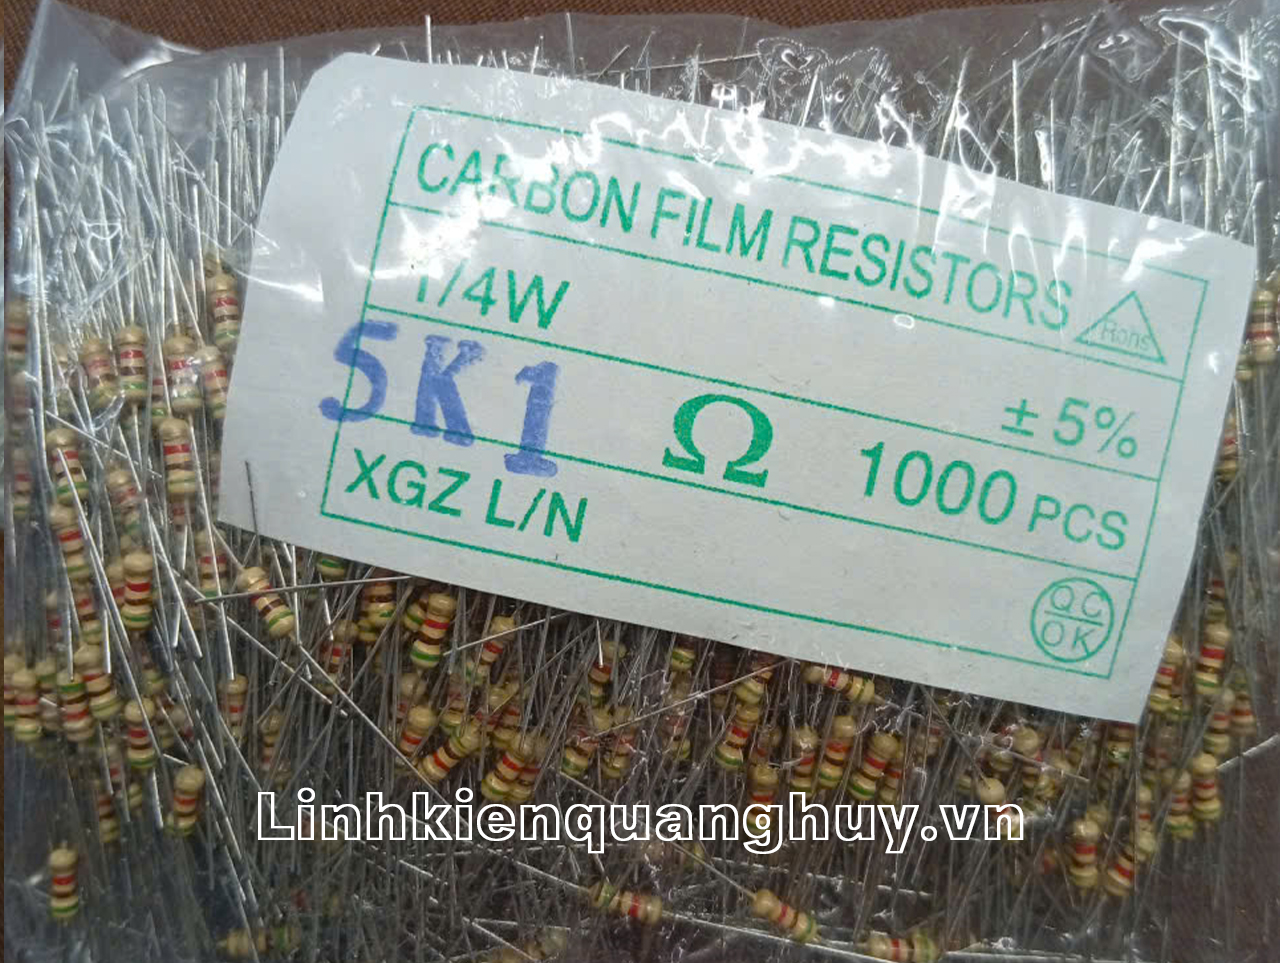 CARBON FILM RESISTORS
Rohs
1/4W
± 5%
5K1 Ω 1000 PCS
XGZ L/N
QC
OK
Linhkienquanghuy.vn